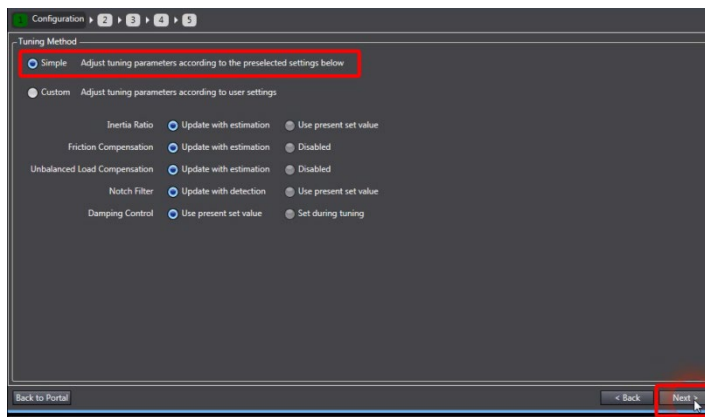 1 Configuration 2 3 4 5
Tuning Method
Simple Adjust tuning parameters according to the preselected settings below
Custom Adjust tuning parameters according to user settings
Inertia Ratio Update with estimation Use present set value
Friction Compensation Update with estimation Disabled
Unbalanced Load Compensation Update with estimation Disabled
Notch Filter Update with detection Use present set value
Damping Control Use present set value Set during tuning
Back to Portal < Back Next >